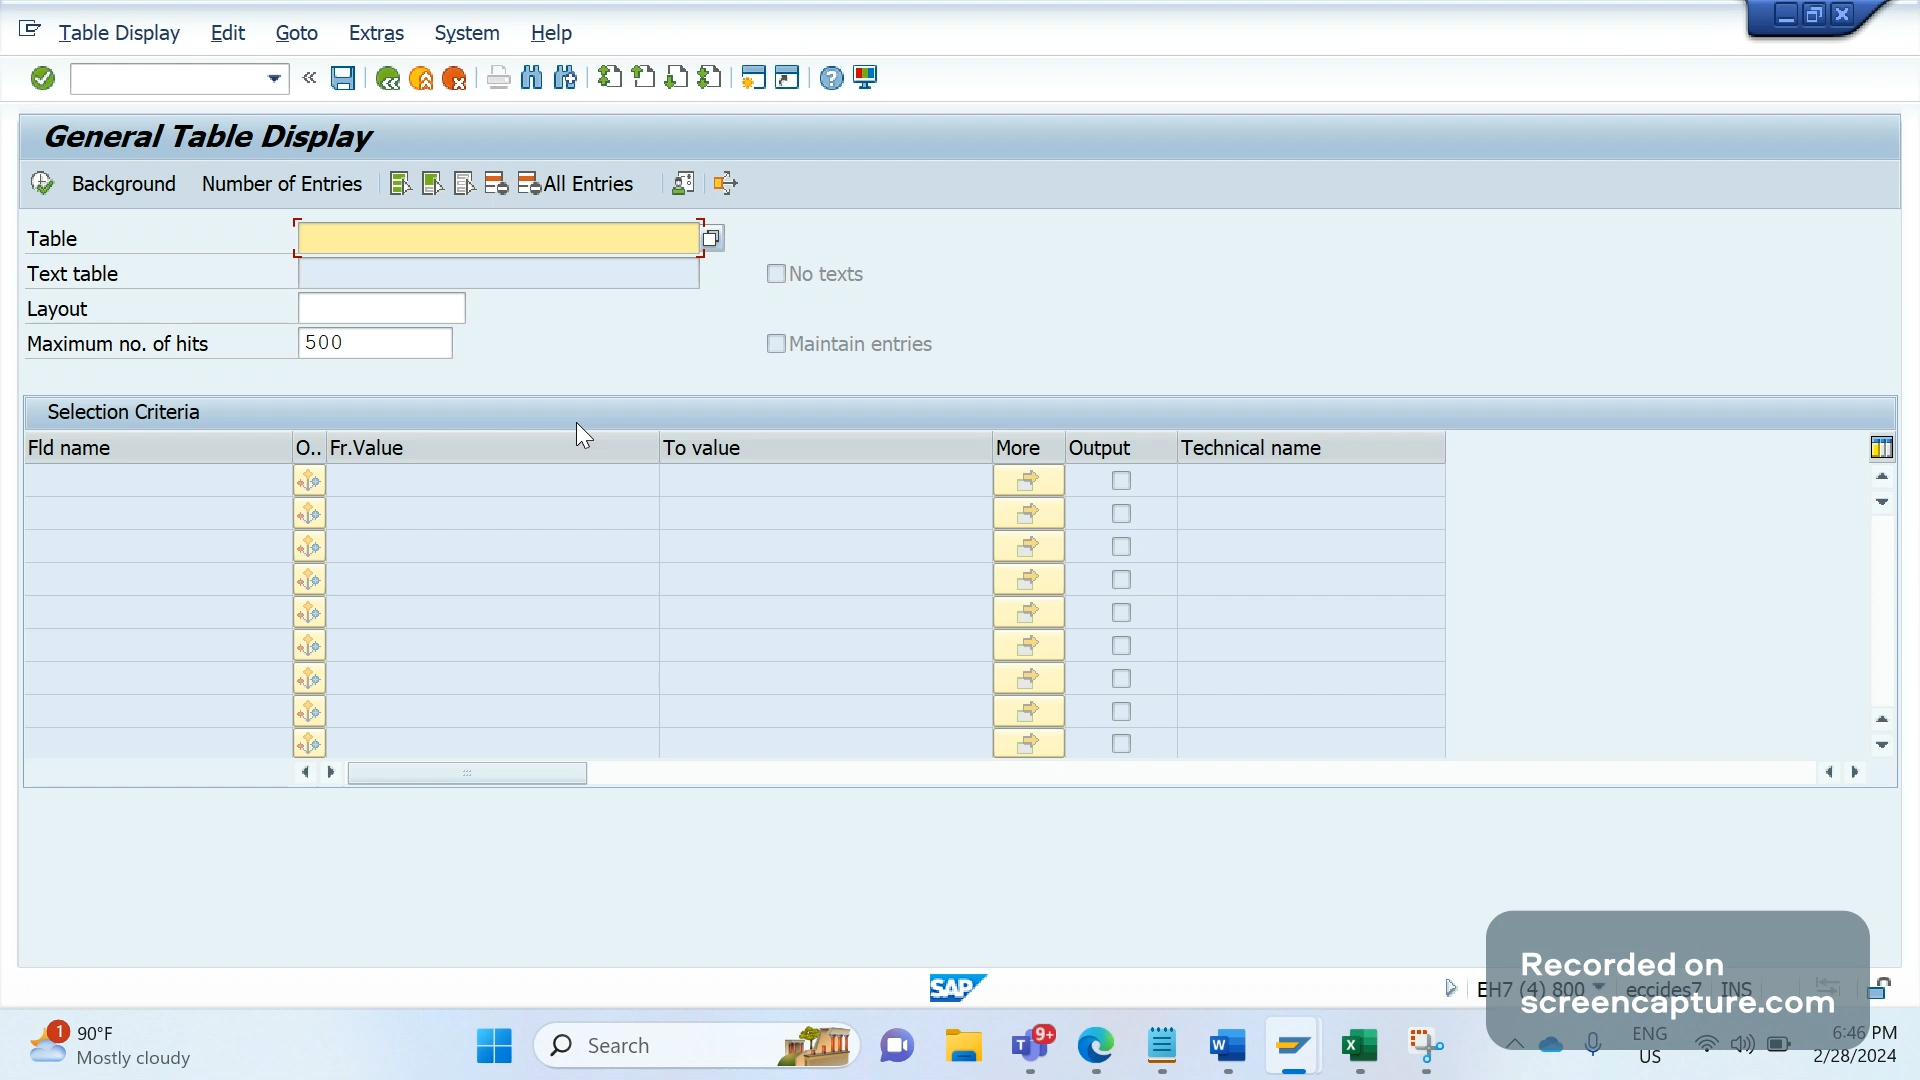 Table Display Edit Goto Extras System Help
General Table Display
Background Number of Entries All Entries
Table
Text table No texts
Layout
Maximum no. of hits 500 Maintain entries
Selection Criteria
Fld name O.. Fr.Value To value More Output Technical name
SAP EH7 (4) 800 eccides7 INS
Recorded on
screencapture.com
1 90°F
Mostly cloudy
Search
9+
T
W
X
ENG
US
6:46 PM
2/28/2024